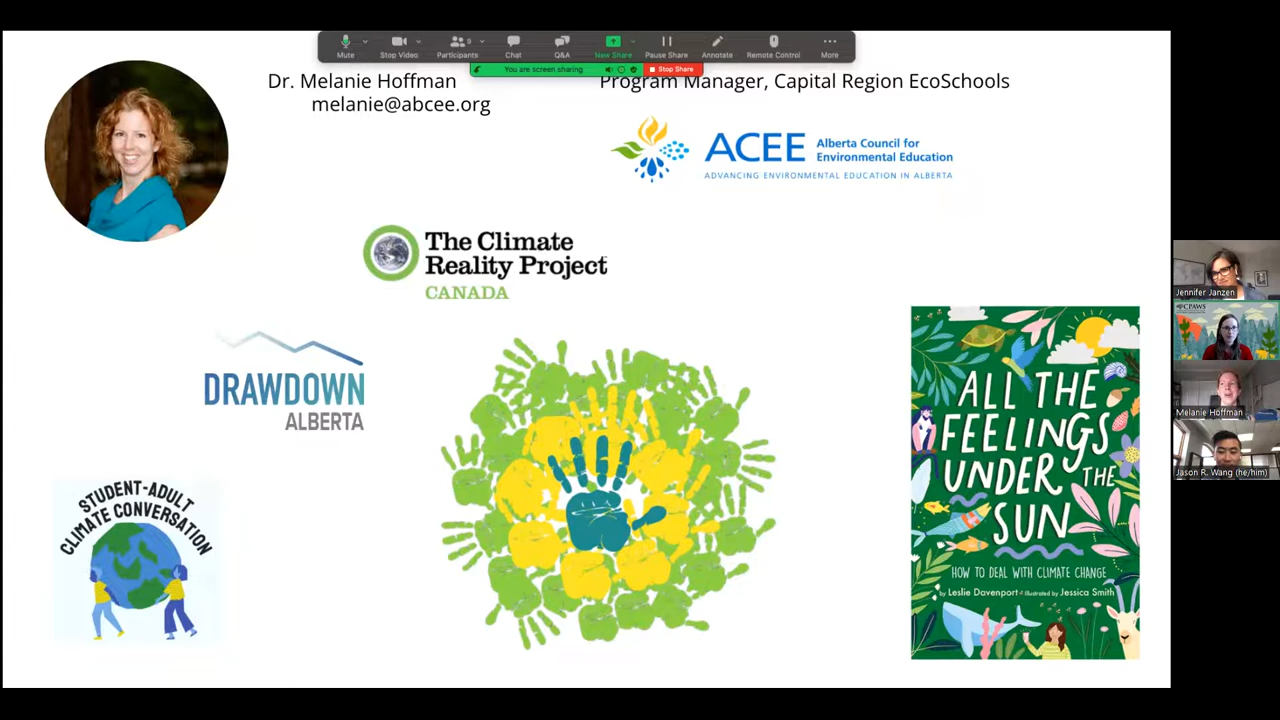 Mute
Stop Video
Participants
9
Chat
Q&A
New Share
Pause Share
Annotate
Remote Control
More
You are screen sharing
Stop Share
Dr. Melanie Hoffman
melanie@abcee.org
Program Manager, Capital Region EcoSchools
ACEE
Alberta Council for
Environmental Education
ADVANCING ENVIRONMENTAL EDUCATION IN ALBERTA
The Climate
Reality Project
CANADA
DRAWDOWN
ALBERTA
STUDENT-ADULT
CLIMATE CONVERSATION
ALL THE
FEELINGS
UNDER THE
SUN
HOW TO DEAL WITH CLIMATE CHANGE
by Leslie Davenport illustrated by Jessica Smith
Jennifer Janzen
CPAWS
Melanie Hoffman
Jason R. Wang (he/him)